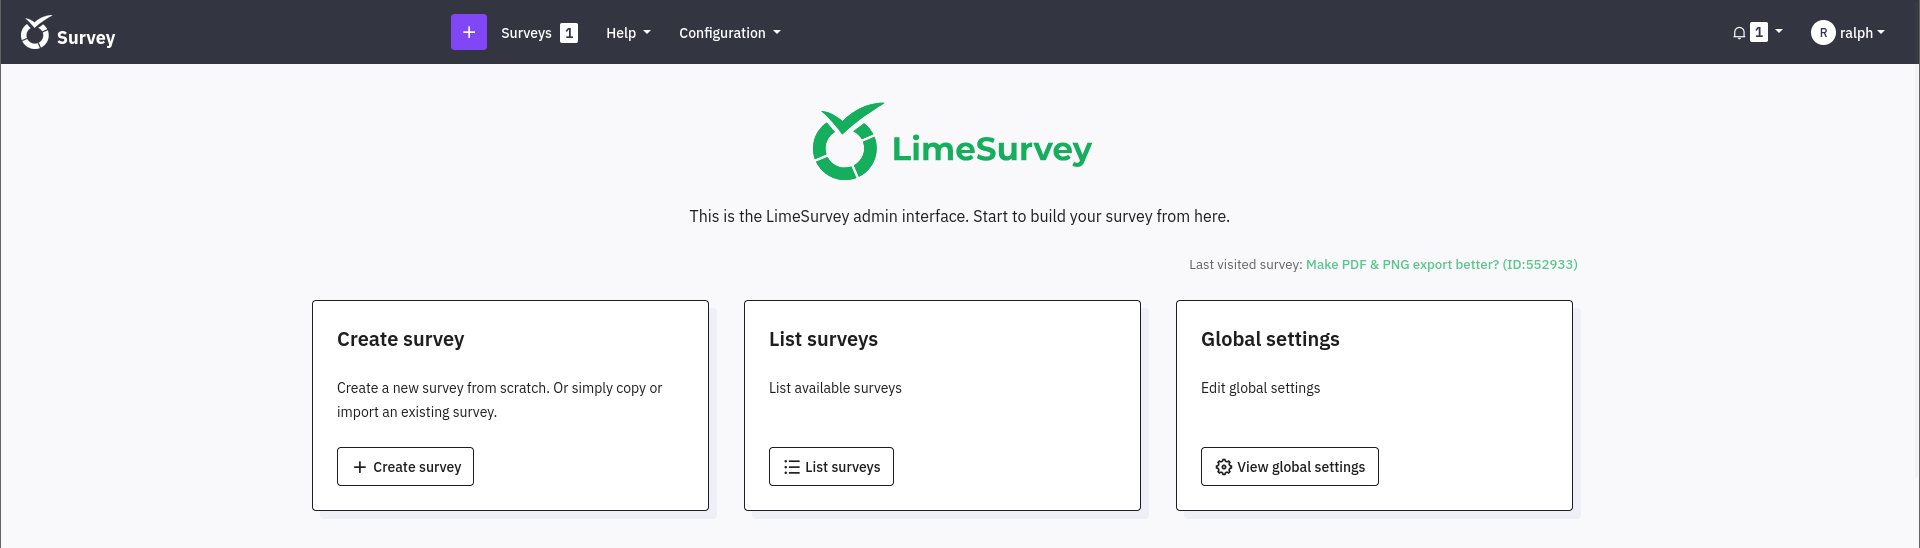 Survey
+ Surveys 1 Help Configuration
1 R ralph
LimeSurvey
This is the LimeSurvey admin interface. Start to build your survey from here.
Last visited survey: Make PDF & PNG export better? (ID:552933)
Create survey
Create a new survey from scratch. Or simply copy or
import an existing survey.
+ Create survey
List surveys
List available surveys
List surveys
Global settings
Edit global settings
View global settings